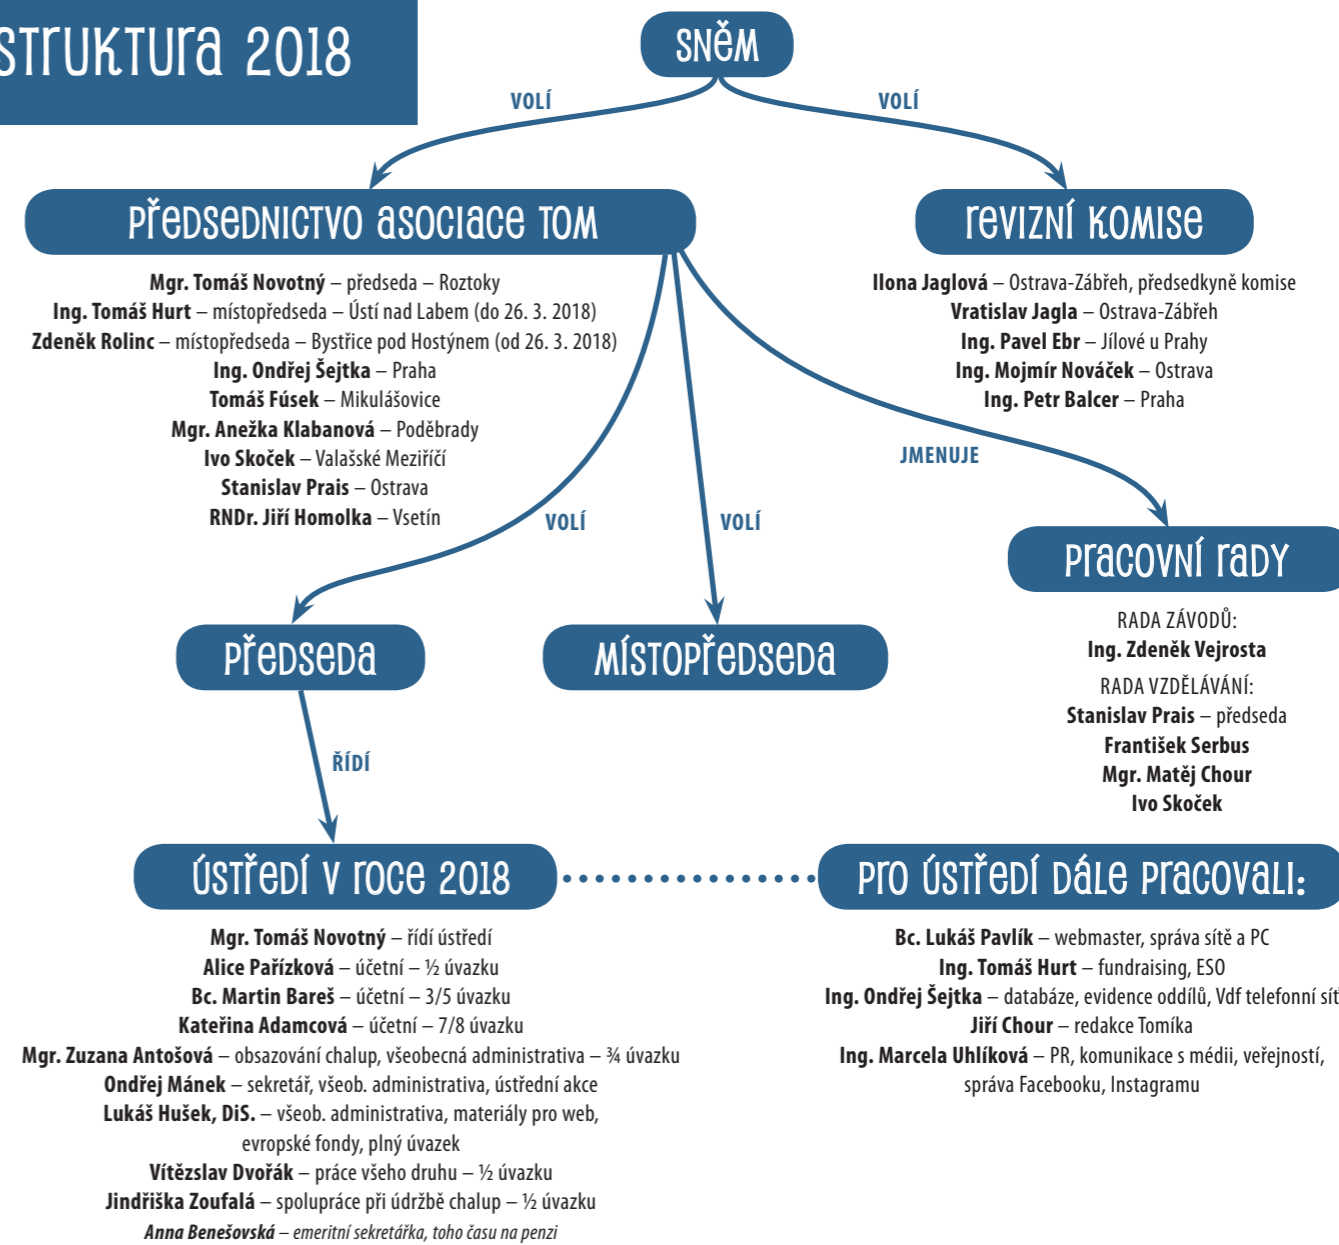 STRUKTURA 2018
SNĚM
VOLÍ
VOLÍ
PŘEDSEDNICTVO ASOCIACE TOM
Mgr. Tomáš Novotný – předseda – Roztoky
Ing. Tomáš Hurt – místopředseda – Ústí nad Labem (do 26. 3. 2018)
Zdeněk Rolinc – místopředseda – Bystřice pod Hostýnem (od 26. 3. 2018)
Ing. Ondřej Šejtka – Praha
Tomáš Fúsek – Mikulášovice
Mgr. Anežka Klabanová – Poděbrady
Ivo Skoček – Valašské Meziříčí
Stanislav Prais – Ostrava
RNDr. Jiří Homolka – Vsetín
REVIZNÍ KOMISE
Ilona Jaglová – Ostrava-Zábřeh, předsedkyně komise
Vratislav Jagla – Ostrava-Zábřeh
Ing. Pavel Ebr – Jílové u Prahy
Ing. Mojmír Nováček – Ostrava
Ing. Petr Balcer – Praha
JMENUJE
VOLÍ
VOLÍ
PRACOVNÍ RADY
RADA ZÁVODŮ:
Ing. Zdeněk Vejrosta
RADA VZDĚLÁVÁNÍ:
Stanislav Prais – předseda
František Serbus
Mgr. Matěj Chour
Ivo Skoček
PŘEDSEDA
MÍSTOPŘEDSEDA
ŘÍDÍ
ÚSTŘEDÍ V ROCE 2018
Mgr. Tomáš Novotný – řídí ústředí
Alice Pařízková – účetní – ½ úvazku
Bc. Martin Bareš – účetní – 3/5 úvazku
Kateřina Adamcová – účetní – 7/8 úvazku
Mgr. Zuzana Antošová – obsazování chalup, všeobecná administrativa – ¾ úvazku
Ondřej Mánek – sekretář, všeob. administrativa, ústřední akce
Lukáš Hušek, DiS. – všeob. administrativa, materiály pro web,
evropské fondy, plný úvazek
Vítězslav Dvořák – práce všeho druhu – ½ úvazku
Jindřiška Zoufalá – spolupráce při údržbě chalup – ½ úvazku
Anna Benešovská – emeritní sekretářka, toho času na penzi
PRO ÚSTŘEDÍ DÁLE PRACOVALI:
Bc. Lukáš Pavlík – webmaster, správa sítě a PC
Ing. Tomáš Hurt – fundraising, ESO
Ing. Ondřej Šejtka – databáze, evidence oddílů, Vdf telefonní síť
Jiří Chour – redakce Tomíka
Ing. Marcela Uhlíková – PR, komunikace s médii, veřejností,
správa Facebooku, Instagramu